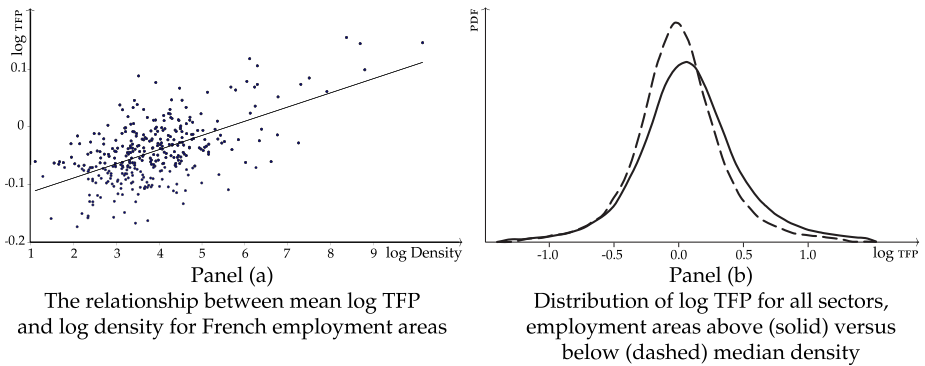 log TFP
0.1
0
-0.1
-0.2
1 2 3 4 5 6 7 8 9 log Density
Panel (a)
The relationship between mean log TFP
and log density for French employment areas
PDF
-1.0 -0.5 0.0 0.5 1.0 log TFP
Panel (b)
Distribution of log TFP for all sectors,
employment areas above (solid) versus
below (dashed) median density